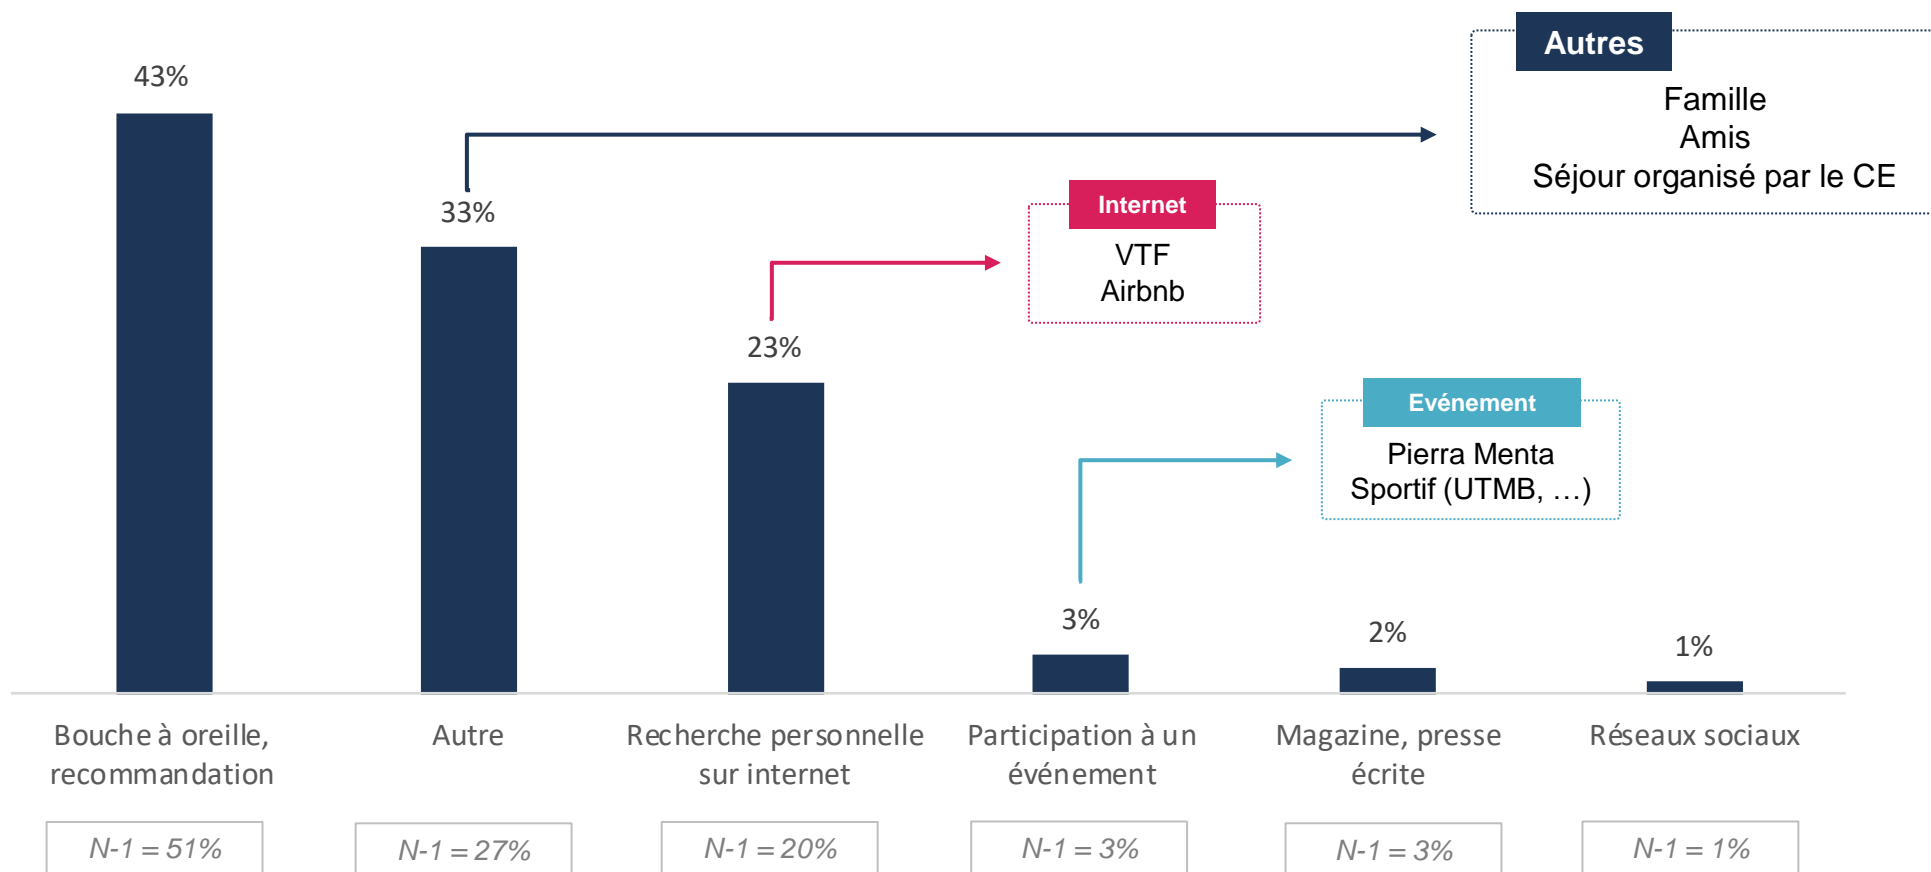 Autres
Famille
Amis
Séjour organisé par le CE
43%
33%
Internet
VTF
Airbnb
23%
Evénement
Pierra Menta
Sportif (UTMB, …)
3%
2%
1%
Bouche à oreille,
recommandation
Autre
Recherche personnelle
sur internet
Participation à un
événement
Magazine, presse
écrite
Réseaux sociaux
N-1 = 51%
N-1 = 27%
N-1 = 20%
N-1 = 3%
N-1 = 3%
N-1 = 1%